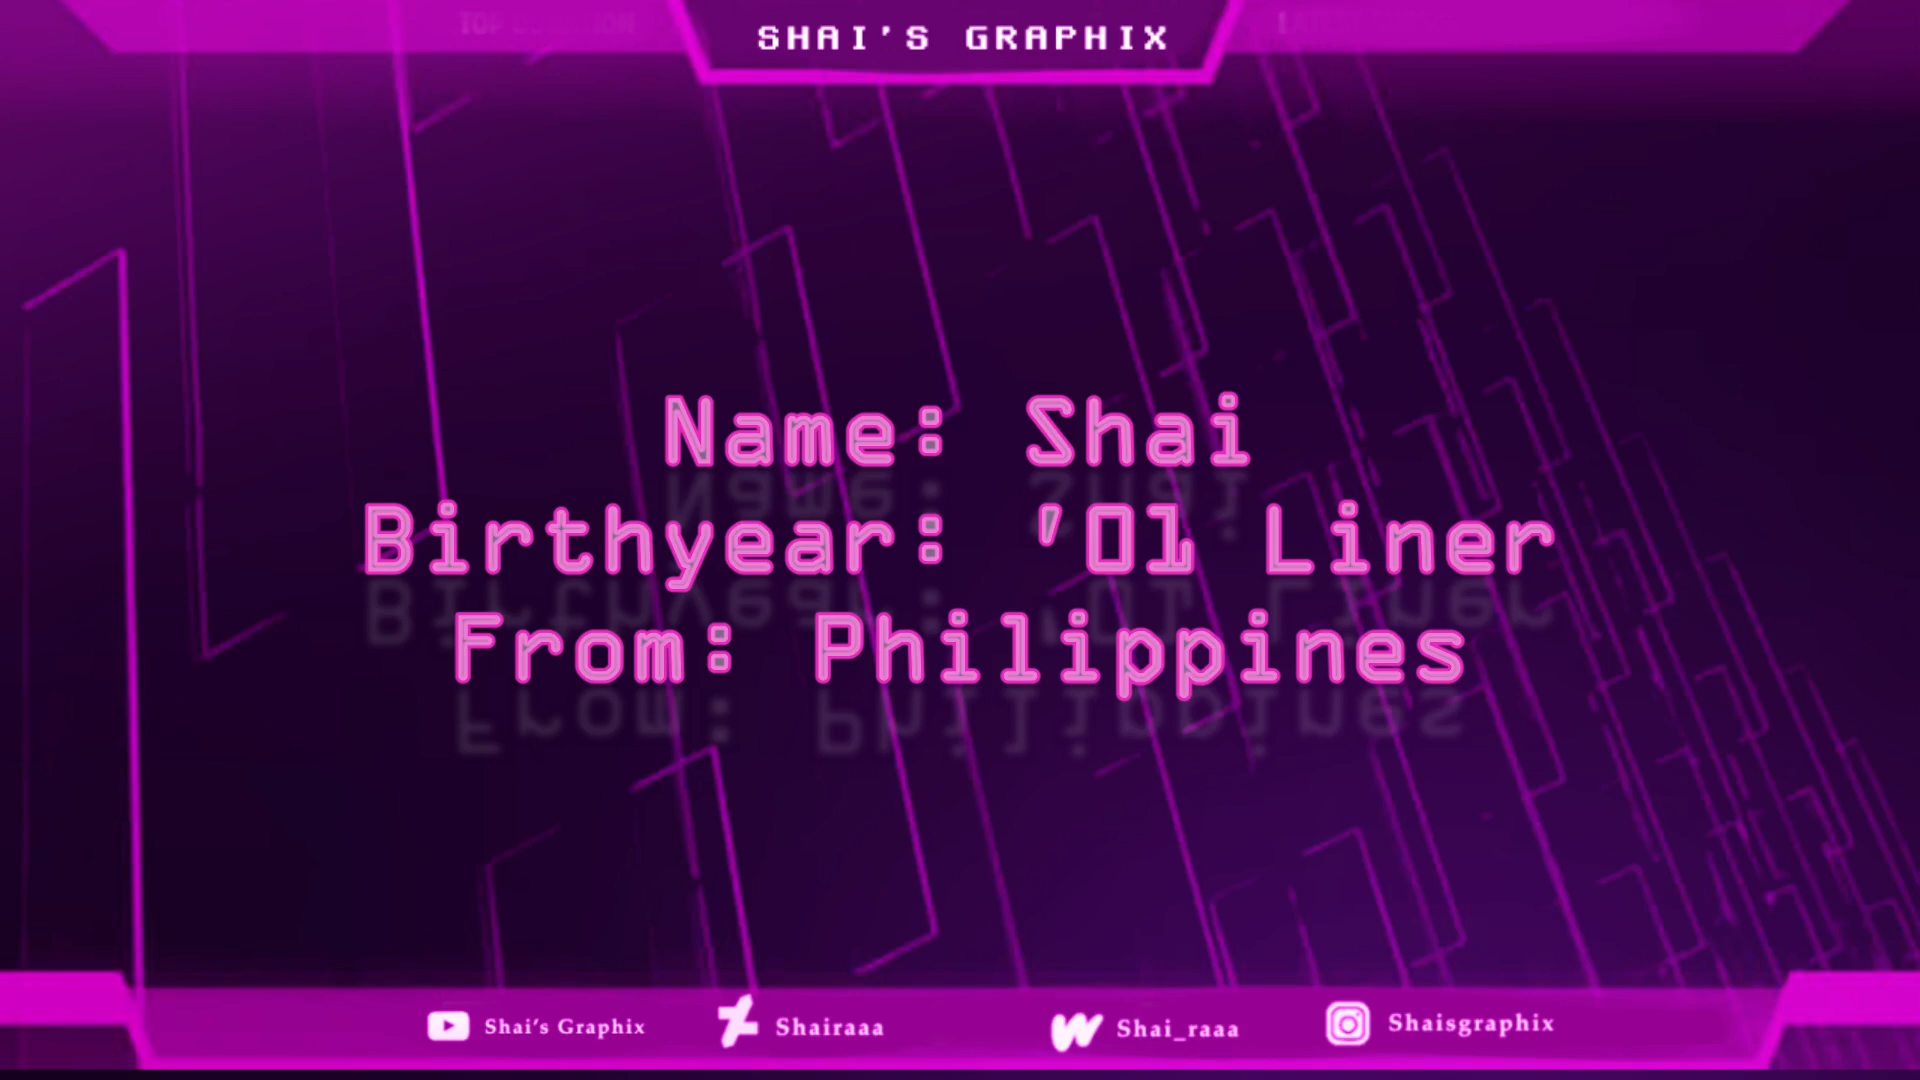 SHAI'S GRAPHIX
Name: Shai
Birthyear: '01 Liner
From: Philippines
Shai's Graphix
Shairaaa
Shai_raaa
Shaisgraphix